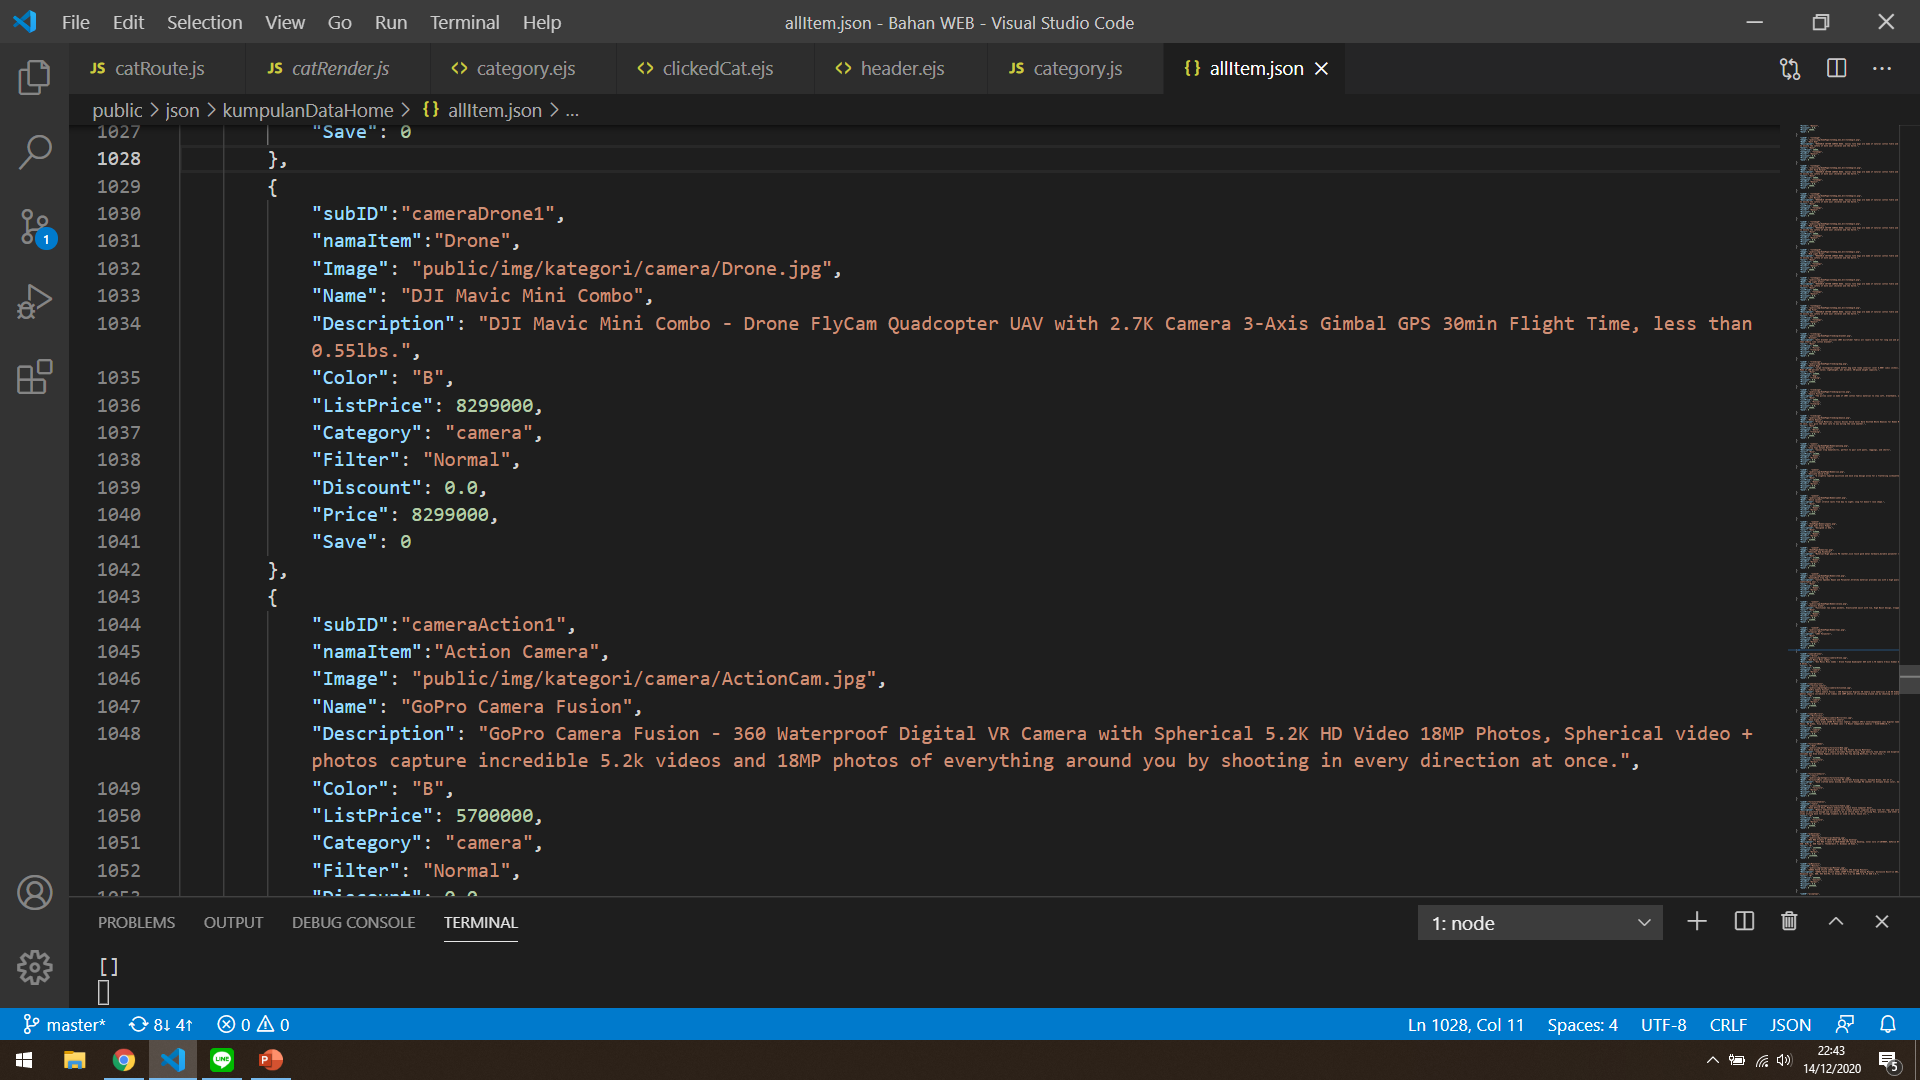 File Edit Selection View Go Run Terminal Help
allItem.json - Bahan WEB - Visual Studio Code
JS catRoute.js JS catRender.js <> category.ejs <> clickedCat.ejs <> header.ejs JS category.js {} allItem.json
public > json > kumpulanDataHome > {} allItem.json > ...
1027 "Save": 0
1028 },
1029 {
1030 "subID":"cameraDrone1",
1031 "namaItem":"Drone",
1032 "Image": "public/img/kategori/camera/Drone.jpg",
1033 "Name": "DJI Mavic Mini Combo",
1034 "Description": "DJI Mavic Mini Combo - Drone FlyCam Quadcopter UAV with 2.7K Camera 3-Axis Gimbal GPS 30min Flight Time, less than
0.55lbs.",
1035 "Color": "B",
1036 "ListPrice": 8299000,
1037 "Category": "camera",
1038 "Filter": "Normal",
1039 "Discount": 0.0,
1040 "Price": 8299000,
1041 "Save": 0
1042 },
1043 {
1044 "subID":"cameraAction1",
1045 "namaItem":"Action Camera",
1046 "Image": "public/img/kategori/camera/ActionCam.jpg",
1047 "Name": "GoPro Camera Fusion",
1048 "Description": "GoPro Camera Fusion - 360 Waterproof Digital VR Camera with Spherical 5.2K HD Video 18MP Photos, Spherical video +
photos capture incredible 5.2k videos and 18MP photos of everything around you by shooting in every direction at once.",
1049 "Color": "B",
1050 "ListPrice": 5700000,
1051 "Category": "camera",
1052 "Filter": "Normal",
1053 "Discount": 0.0
1
PROBLEMS OUTPUT DEBUG CONSOLE TERMINAL
1: node
[]
master* 8↓ 4↑ 0 0
Ln 1028, Col 11 Spaces: 4 UTF-8 CRLF JSON
LINE
P
22:43
14/12/2020
5